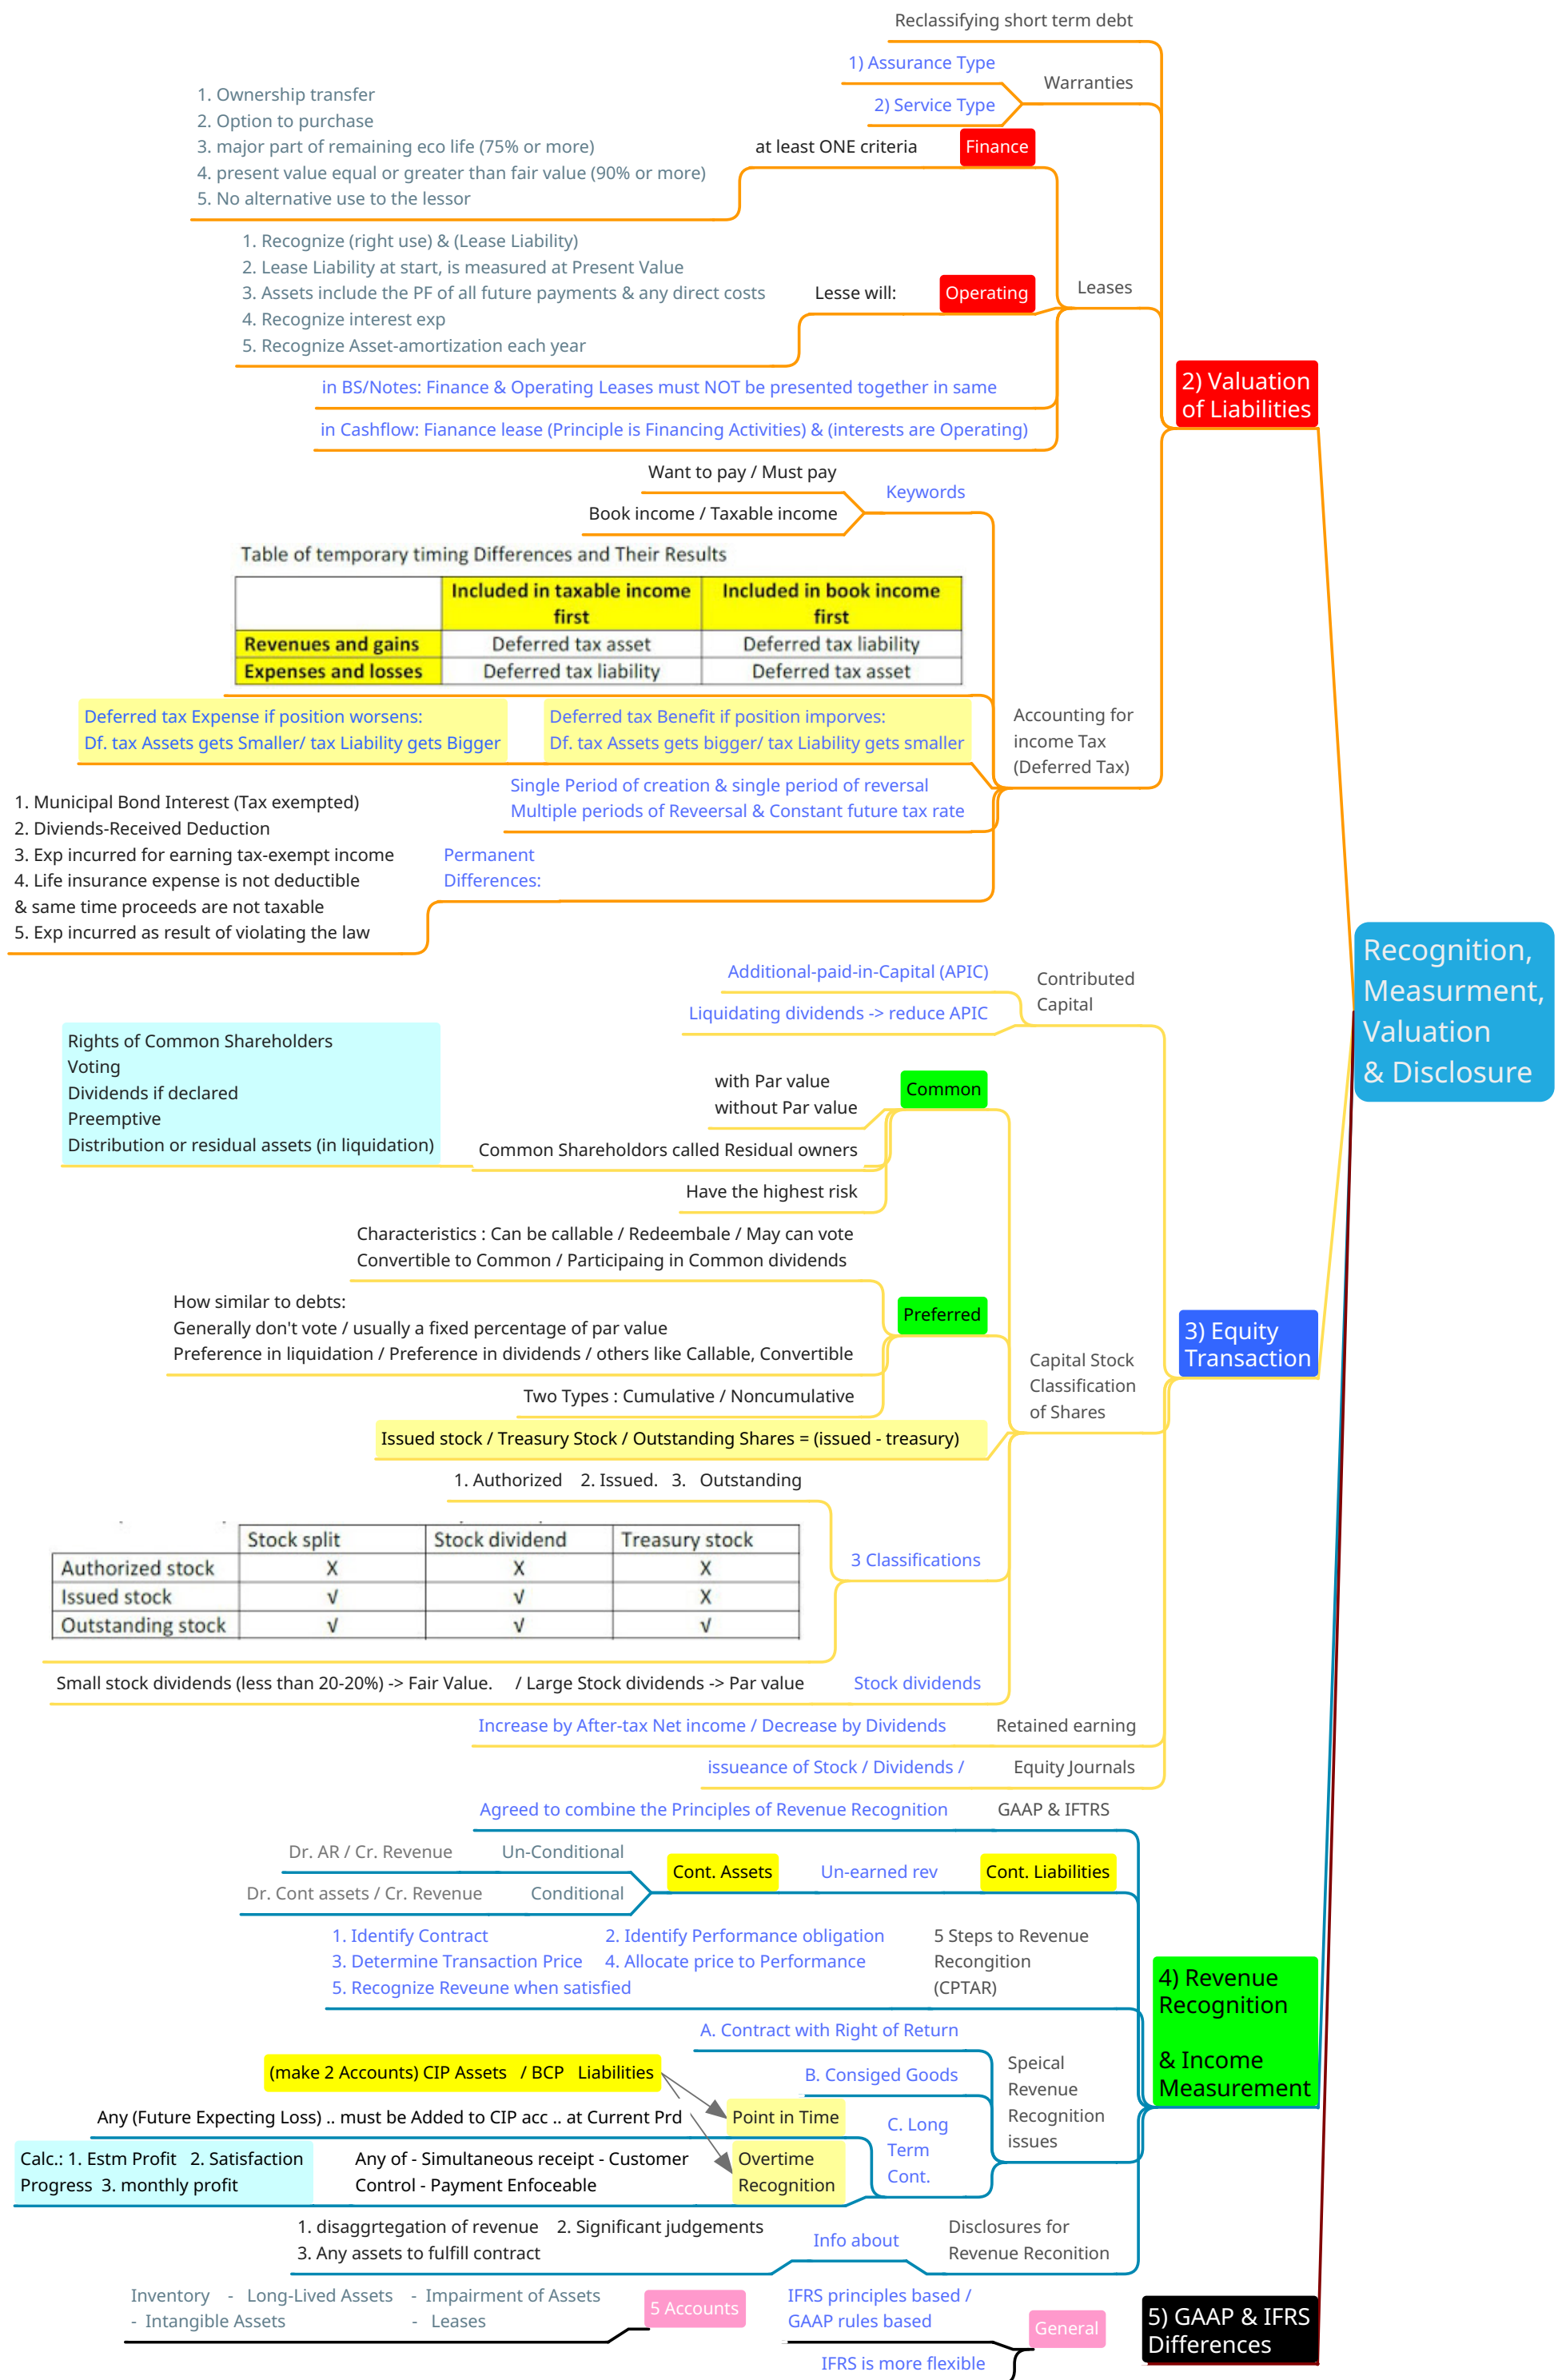 Recognition,
Measurment,
Valuation
& Disclosure
2) Valuation
of Liabilities
Reclassifying short term debt
Warranties
1) Assurance Type
2) Service Type
Leases
Finance
at least ONE criteria
1. Ownership transfer
2. Option to purchase
3. major part of remaining eco life (75% or more)
4. present value equal or greater than fair value (90% or more)
5. No alternative use to the lessor
Operating
Lesse will:
1. Recognize (right use) & (Lease Liability)
2. Lease Liability at start, is measured at Present Value
3. Assets include the PF of all future payments & any direct costs
4. Recognize interest exp
5. Recognize Asset-amortization each year
in BS/Notes: Finance & Operating Leases must NOT be presented together in same
in Cashflow: Fianance lease (Principle is Financing Activities) & (interests are Operating)
Accounting for
income Tax
(Deferred Tax)
Keywords
Want to pay / Must pay
Book income / Taxable income
Table of temporary timing Differences and Their Results
Included in taxable income first
Included in book income first
Revenues and gains Deferred tax asset Deferred tax liability
Expenses and losses Deferred tax liability Deferred tax asset
Deferred tax Benefit if position imporves:
Df. tax Assets gets bigger/ tax Liability gets smaller
Deferred tax Expense if position worsens:
Df. tax Assets gets Smaller/ tax Liability gets Bigger
Single Period of creation & single period of reversal
Multiple periods of Reveersal & Constant future tax rate
Permanent
Differences:
1. Municipal Bond Interest (Tax exempted)
2. Diviends-Received Deduction
3. Exp incurred for earning tax-exempt income
4. Life insurance expense is not deductible
& same time proceeds are not taxable
5. Exp incurred as result of violating the law
3) Equity
Transaction
Contributed
Capital
Additional-paid-in-Capital (APIC)
Liquidating dividends -> reduce APIC
Capital Stock
Classification
of Shares
Common
with Par value
without Par value
Common Shareholdors called Residual owners
Rights of Common Shareholders
Voting
Dividends if declared
Preemptive
Distribution or residual assets (in liquidation)
Have the highest risk
Preferred
Characteristics : Can be callable / Redeembale / May can vote
Convertible to Common / Participaing in Common dividends
How similar to debts:
Generally don't vote / usually a fixed percentage of par value
Preference in liquidation / Preference in dividends / others like Callable, Convertible
Two Types : Cumulative / Noncumulative
Issued stock / Treasury Stock / Outstanding Shares = (issued - treasury)
3 Classifications
1. Authorized 2. Issued. 3. Outstanding
Stock split Stock dividend Treasury stock
Authorized stock X X X
Issued stock √ √ X
Outstanding stock √ √ √
Stock dividends
Small stock dividends (less than 20-20%) -> Fair Value. / Large Stock dividends -> Par value
Retained earning
Increase by After-tax Net income / Decrease by Dividends
Equity Journals
issueance of Stock / Dividends /
4) Revenue
Recognition
& Income
Measurement
GAAP & IFTRS
Agreed to combine the Principles of Revenue Recognition
Cont. Liabilities
Un-earned rev
Cont. Assets
Un-Conditional
Dr. AR / Cr. Revenue
Conditional
Dr. Cont assets / Cr. Revenue
5 Steps to Revenue
Recongition
(CPTAR)
1. Identify Contract 2. Identify Performance obligation
3. Determine Transaction Price 4. Allocate price to Performance
5. Recognize Reveune when satisfied
Speical
Revenue
Recognition
issues
A. Contract with Right of Return
B. Consiged Goods
C. Long
Term
Cont.
(make 2 Accounts) CIP Assets / BCP Liabilities
Point in Time
Any (Future Expecting Loss) .. must be Added to CIP acc .. at Current Prd
Overtime
Recognition
Any of - Simultaneous receipt - Customer
Control - Payment Enfoceable
Calc.: 1. Estm Profit 2. Satisfaction
Progress 3. monthly profit
Disclosures for
Revenue Reconition
Info about
1. disaggrtegation of revenue 2. Significant judgements
3. Any assets to fulfill contract
5) GAAP & IFRS
Differences
General
IFRS principles based /
GAAP rules based
IFRS is more flexible
5 Accounts
Inventory - Long-Lived Assets - Impairment of Assets
- Intangible Assets - Leases